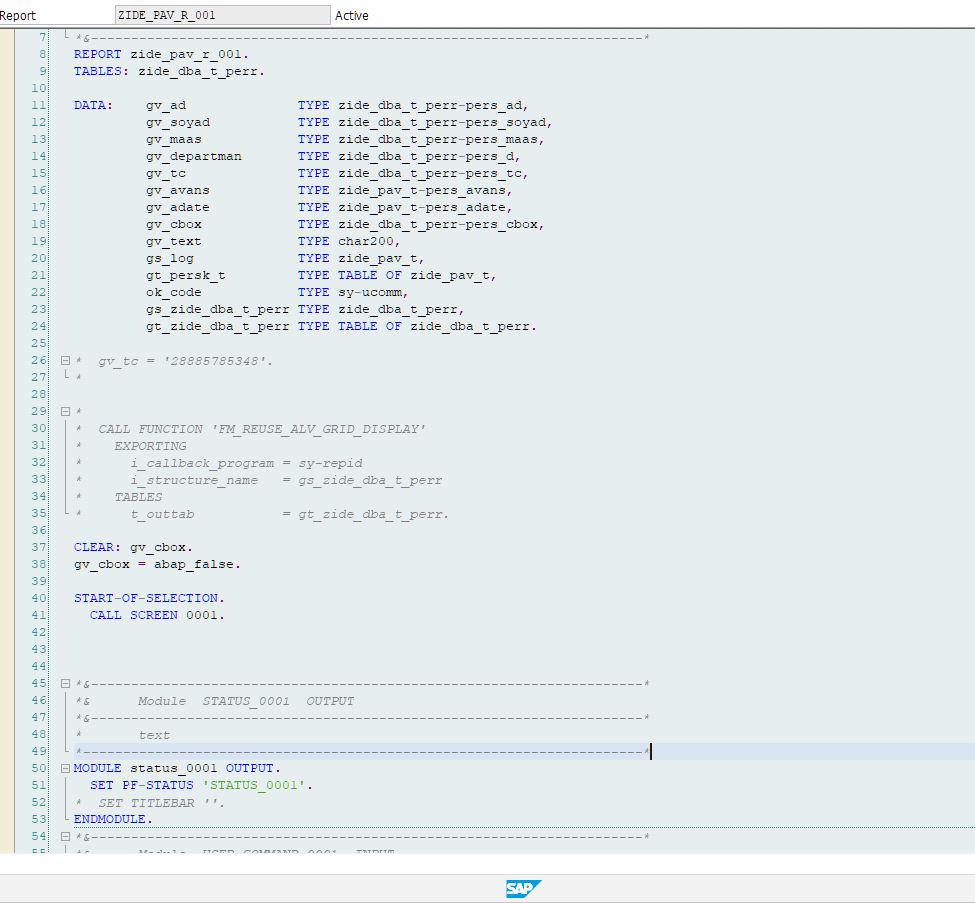 Report ZIDE_PAV_R_001 Active
7 *&---------------------------------------------------------------------*
8 REPORT zide_pav_r_001.
9 TABLES: zide_dba_t_perr.
10
11 DATA: gv_ad TYPE zide_dba_t_perr-pers_ad,
12 gv_soyad TYPE zide_dba_t_perr-pers_soyad,
13 gv_maas TYPE zide_dba_t_perr-pers_maas,
14 gv_departman TYPE zide_dba_t_perr-pers_d,
15 gv_tc TYPE zide_dba_t_perr-pers_tc,
16 gv_avans TYPE zide_pav_t-pers_avans,
17 gv_adate TYPE zide_pav_t-pers_adate,
18 gv_cbox TYPE zide_dba_t_perr-pers_cbox,
19 gv_text TYPE char200,
20 gs_log TYPE zide_pav_t,
21 gt_persk_t TYPE TABLE OF zide_pav_t,
22 ok_code TYPE sy-ucomm,
23 gs_zide_dba_t_perr TYPE zide_dba_t_perr,
24 gt_zide_dba_t_perr TYPE TABLE OF zide_dba_t_perr.
25
26 * gv_tc = '28885785348'.
27 *
28
29 *
30 * CALL FUNCTION 'FM_REUSE_ALV_GRID_DISPLAY'
31 * EXPORTING
32 * i_callback_program = sy-repid
33 * i_structure_name = gs_zide_dba_t_perr
34 * TABLES
35 * t_outtab = gt_zide_dba_t_perr.
36
37 CLEAR: gv_cbox.
38 gv_cbox = abap_false.
39
40 START-OF-SELECTION.
41 CALL SCREEN 0001.
42
43
44
45 *&---------------------------------------------------------------------*
46 *& Module STATUS_0001 OUTPUT
47 *&---------------------------------------------------------------------*
48 * text
49 *----------------------------------------------------------------------*
50 MODULE status_0001 OUTPUT.
51 SET PF-STATUS 'STATUS_0001'.
52 * SET TITLEBAR ''.
53 ENDMODULE.
54 *&---------------------------------------------------------------------*
55 *& Module USER_COMMAND_0001 INPUT
SAP